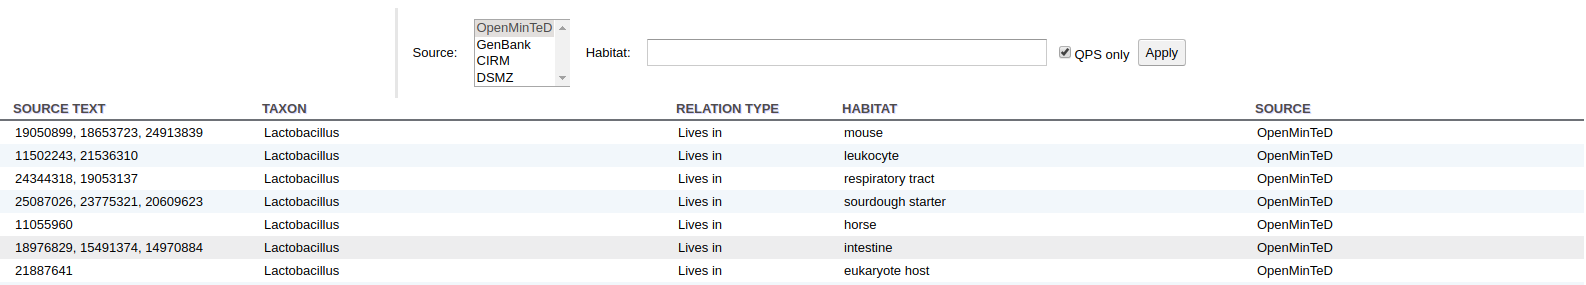 OpenMinTeD
Source: GenBank Habitat: QPS only Apply
CIRM
DSMZ
SOURCE TEXT TAXON RELATION TYPE HABITAT SOURCE
19050899, 18653723, 24913839 Lactobacillus Lives in mouse OpenMinTeD
11502243, 21536310 Lactobacillus Lives in leukocyte OpenMinTeD
24344318, 19053137 Lactobacillus Lives in respiratory tract OpenMinTeD
25087026, 23775321, 20609623 Lactobacillus Lives in sourdough starter OpenMinTeD
11055960 Lactobacillus Lives in horse OpenMinTeD
18976829, 15491374, 14970884 Lactobacillus Lives in intestine OpenMinTeD
21887641 Lactobacillus Lives in eukaryote host OpenMinTeD